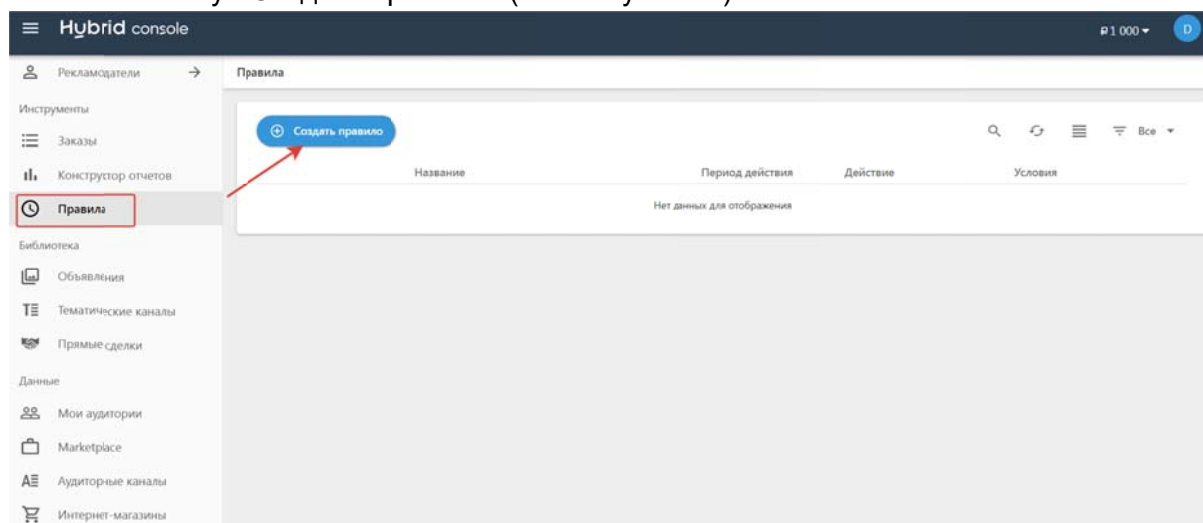 Hybrid console
₽1 000
D
Рекламодатели
Правила
Инструменты
Создать правило
Все
Заказы
Название Период действия Действие Условия
Конструктор отчетов
Нет данных для отображения
Правила
Библиотека
Объявления
Тематические каналы
Прямые сделки
Данные
Мои аудитории
Marketplace
Аудиторные каналы
Интернет-магазины